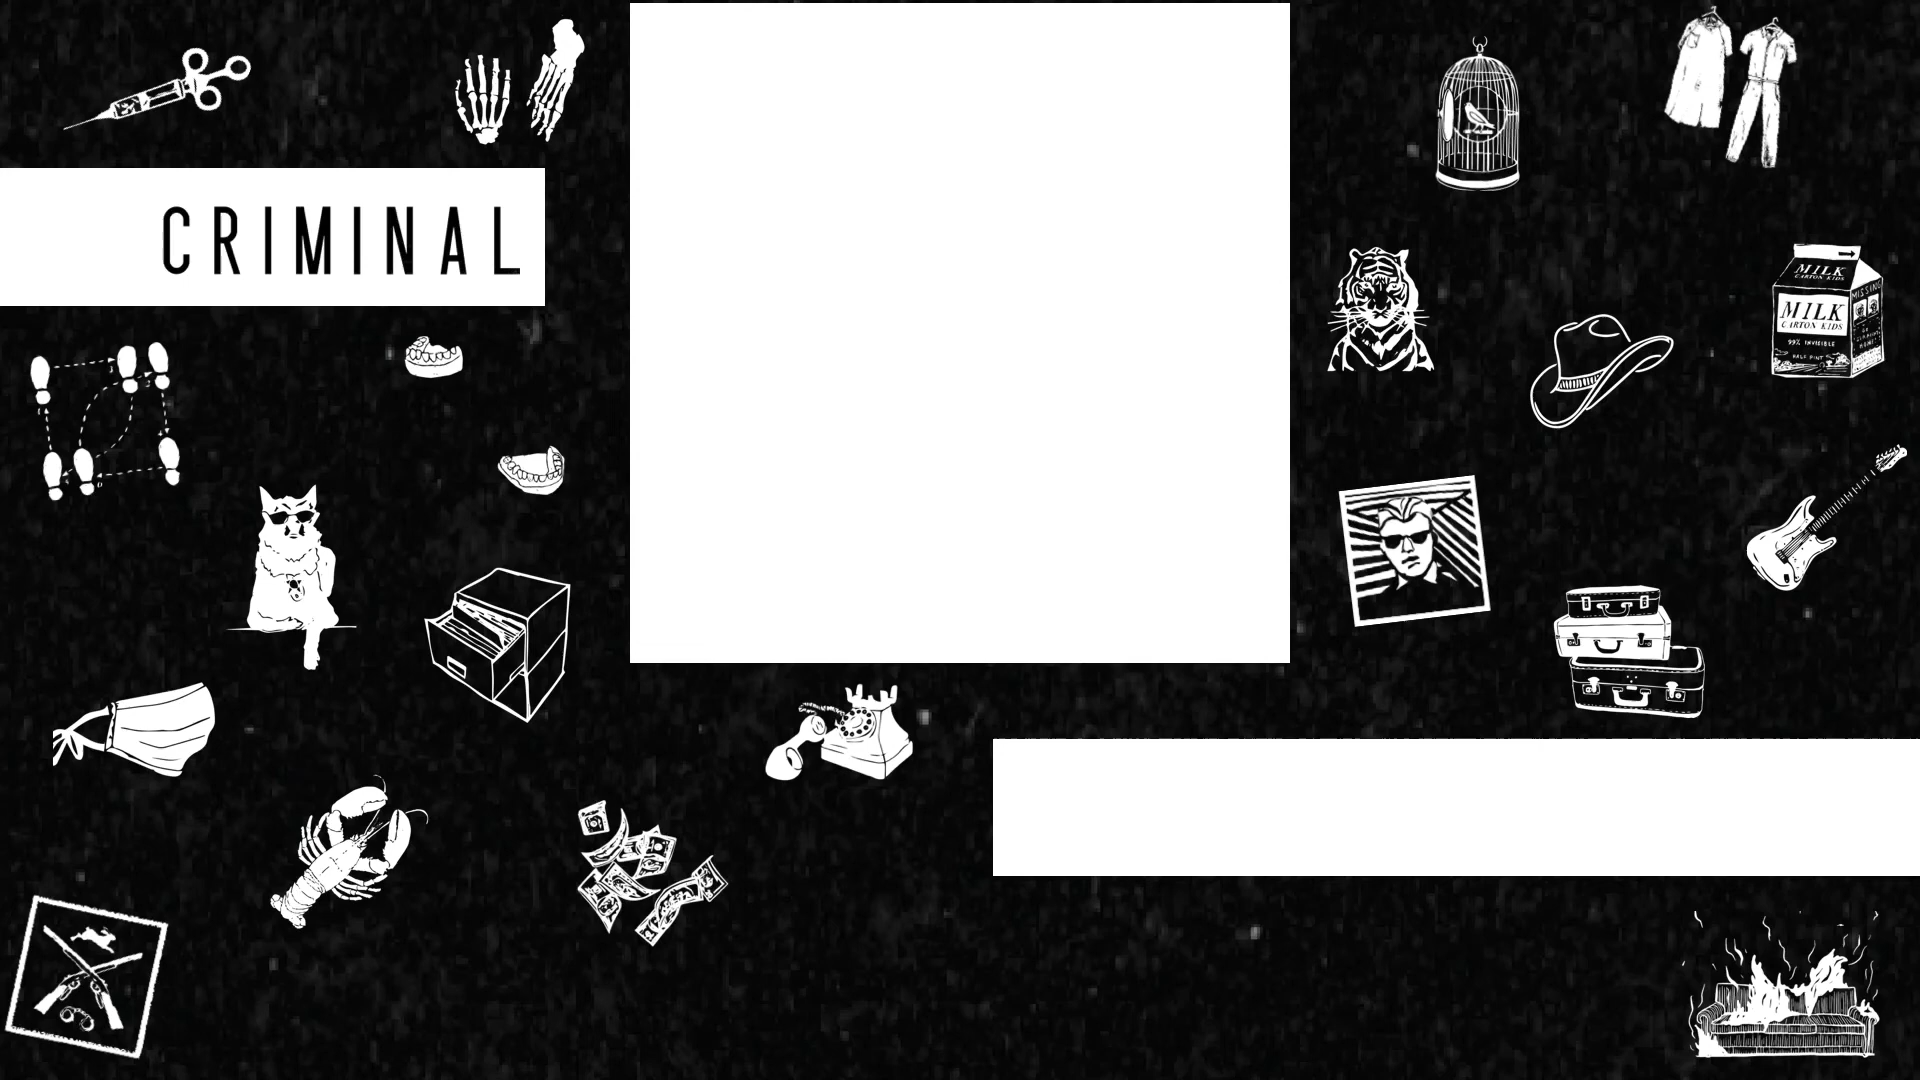 CRIMINAL
MILK
CARTON KIDS
MILK
CARTON KIDS
99% INVISIBLE
HALF PINT
MISSING